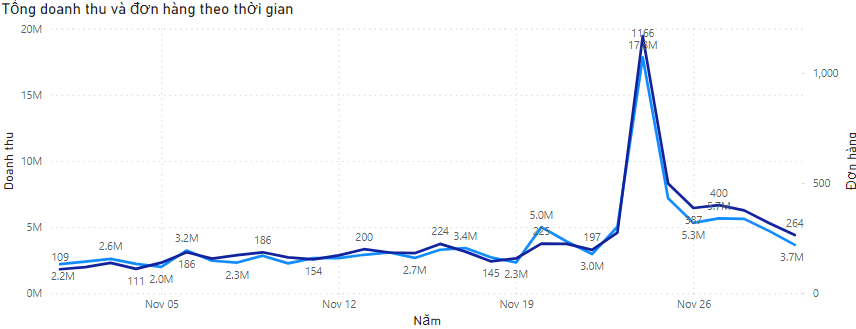 Tổng doanh thu và đơn hàng theo thời gian
20M
15M
10M
5M
0M
Doanh thu
1,000
500
0
Đơn hàng
109
2.2M
2.6M
111
2.0M
3.2M
186
2.3M
186
154
200
2.7M
224
3.4M
145
2.3M
5.0M
225
197
3.0M
1166
387
5.3M
400
5.7M
264
3.7M
Nov 05
Nov 12
Nov 19
Nov 26
Năm